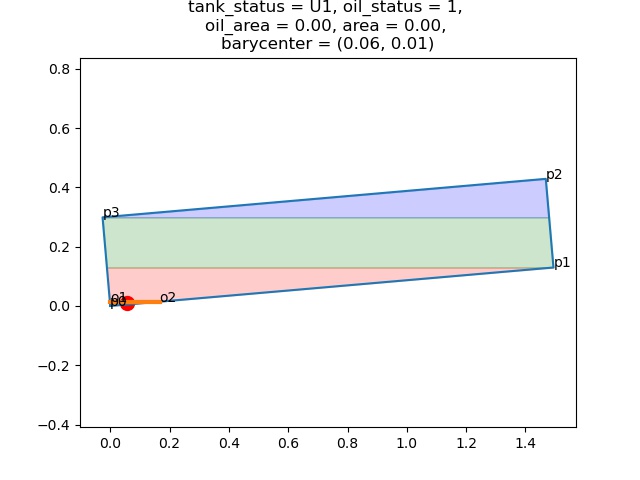 tank_status = U1, oil_status = 1,
oil_area = 0.00, area = 0.00,
barycenter = (0.06, 0.01)
0.8
0.6
0.4
0.2
0.0
−0.2
−0.4
p3
p2
p1
o1
o2
0.0 0.2 0.4 0.6 0.8 1.0 1.2 1.4